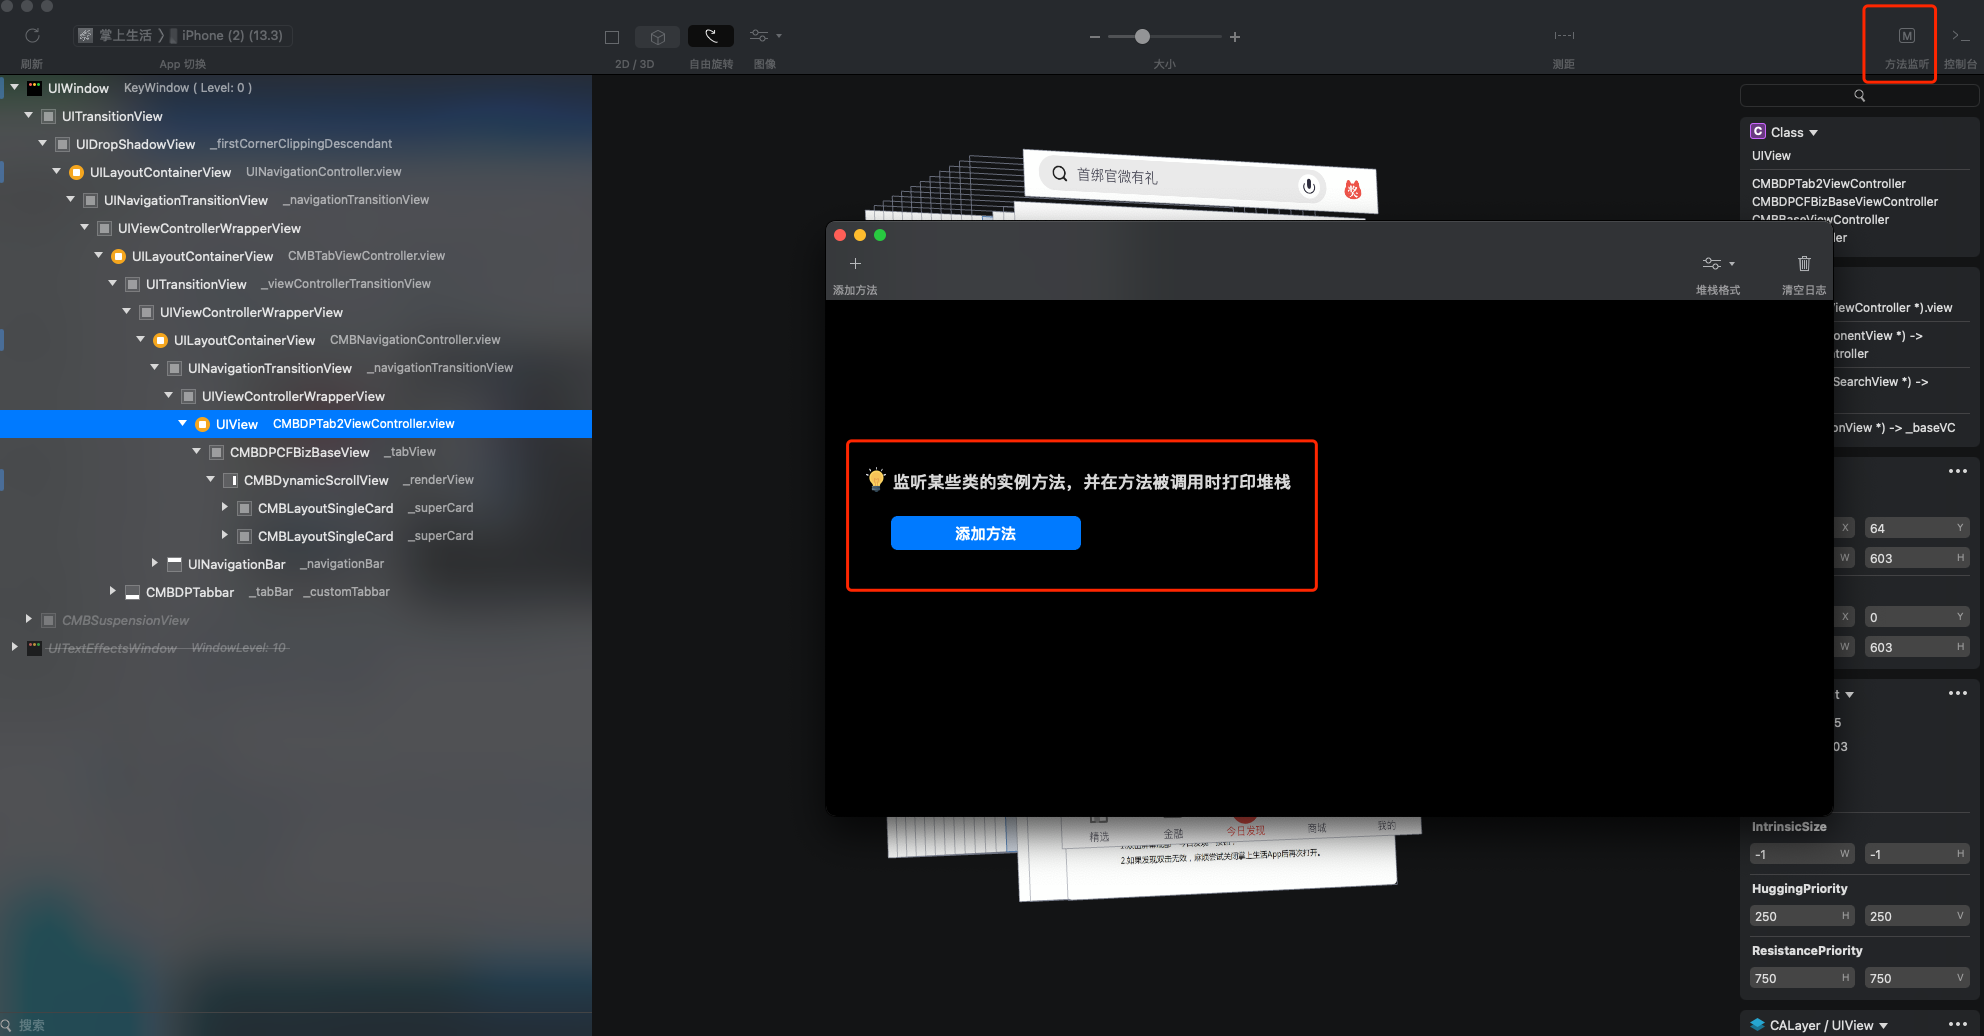 掌上生活 〉 iPhone (2) (13.3)
刷新
App 切换
2D / 3D
自由旋转
图像
大小
测距
M
方法监听
控制台
UIWindow KeyWindow ( Level: 0 )
UITransitionView
UIDropShadowView _firstCornerClippingDescendant
UILayoutContainerView UINavigationController.view
UINavigationTransitionView _navigationTransitionView
UIViewControllerWrapperView
UILayoutContainerView CMBTabViewController.view
UITransitionView _viewControllerTransitionView
UIViewControllerWrapperView
UILayoutContainerView CMBNavigationController.view
UINavigationTransitionView _navigationTransitionView
UIViewControllerWrapperView
UIView CMBDPTab2ViewController.view
CMBDPCFBizBaseView _tabView
CMBDynamicScrollView _renderView
CMBLayoutSingleCard _superCard
CMBLayoutSingleCard _superCard
UINavigationBar _navigationBar
CMBDPTabbar _tabBar _customTabbar
CMBSuspensionView
UITextEffectsWindow WindowLevel: 10
搜索
首绑官微有礼
添加方法
堆栈格式
清空日志
监听某些类的实例方法，并在方法被调用时打印堆栈
添加方法
精选
金融
今日发现
商城
我的
2.如果发现双击无效，麻烦尝试关闭掌上生活App后再次打开。
C Class
UIView
CMBDPTab2ViewController
CMBDPCFBizBaseViewController
CMBBaseViewController
ler
iewController *).view
onentView *) ->
troller
SearchView *) ->
onView *) -> _baseVC
X 64 Y
W 603 H
X 0 Y
W 603 H
t
5
03
IntrinsicSize
-1 W -1 H
HuggingPriority
250 H 250 V
ResistancePriority
750 H 750 V
CALayer / UIView